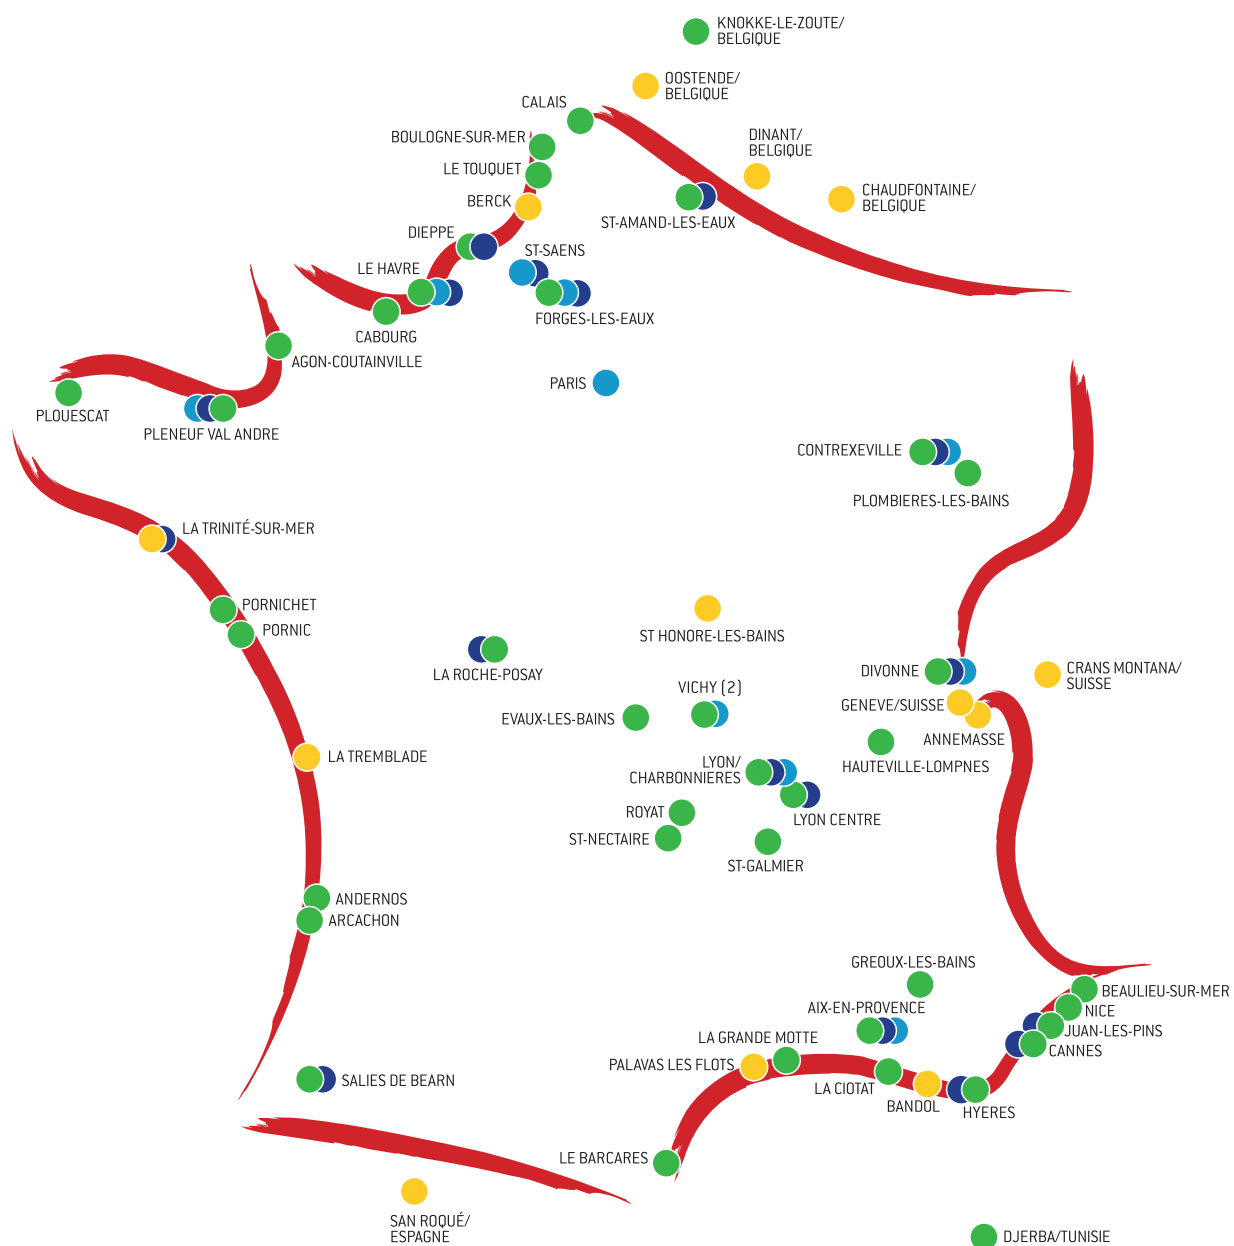 KNOKKE-LE-ZOUTE/
BELGIQUE
OOSTENDE/
BELGIQUE
CALAIS
BOULOGNE-SUR-MER
DINANT/
BELGIQUE
LE TOUQUET
BERCK
CHAUDFONTAINE/
BELGIQUE
ST-AMAND-LES-EAUX
DIEPPE
ST-SAENS
LE HAVRE
FORGES-LES-EAUX
CABOURG
AGON-COUTAINVILLE
PARIS
PLOUESCAT
PLENEUF VAL ANDRE
CONTREXEVILLE
PLOMBIERES-LES-BAINS
LA TRINITÉ-SUR-MER
PORNICHET
PORNIC
ST HONORE-LES-BAINS
LA ROCHE-POSAY
DIVONNE
CRANS MONTANA/
SUISSE
VICHY (2)
GENEVE/SUISSE
EVAUX-LES-BAINS
ANNEMASSE
LA TREMBLADE
HAUTEVILLE-LOMPNES
LYON/
CHARBONNIERES
ROYAT
LYON CENTRE
ST-NECTAIRE
ST-GALMIER
ANDERNOS
ARCACHON
GREOUX-LES-BAINS
BEAULIEU-SUR-MER
AIX-EN-PROVENCE
NICE
JUAN-LES-PINS
LA GRANDE MOTTE
CANNES
PALAVAS LES FLOTS
SALIES DE BEARN
LA CIOTAT
BANDOL
HYERES
LE BARCARES
SAN ROQUÉ/
ESPAGNE
DJERBA/TUNISIE